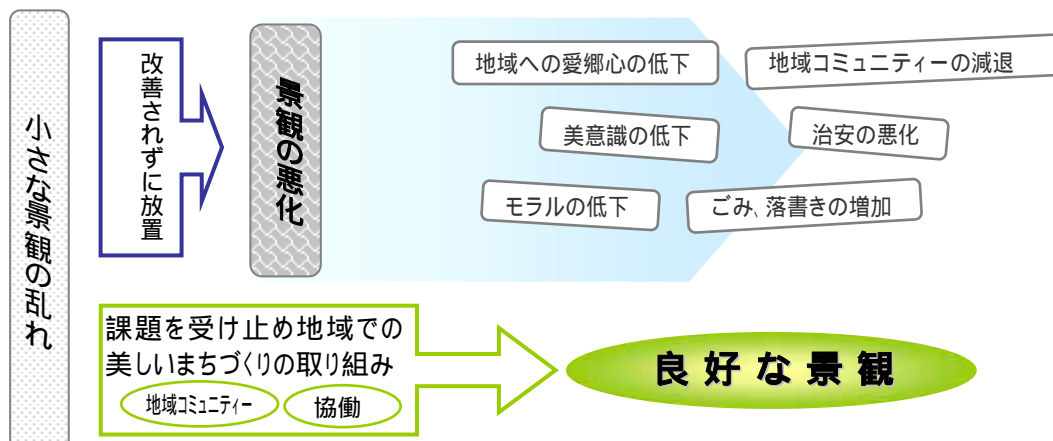 小さな景観の乱れ
改善されずに放置
景観の悪化
地域への愛郷心の低下
地域コミュニティーの減退
美意識の低下
治安の悪化
モラルの低下
ごみ、落書きの増加
課題を受け止め地域での
美しいまちづくりの取り組み
地域コミュニティー
協働
良好な景観